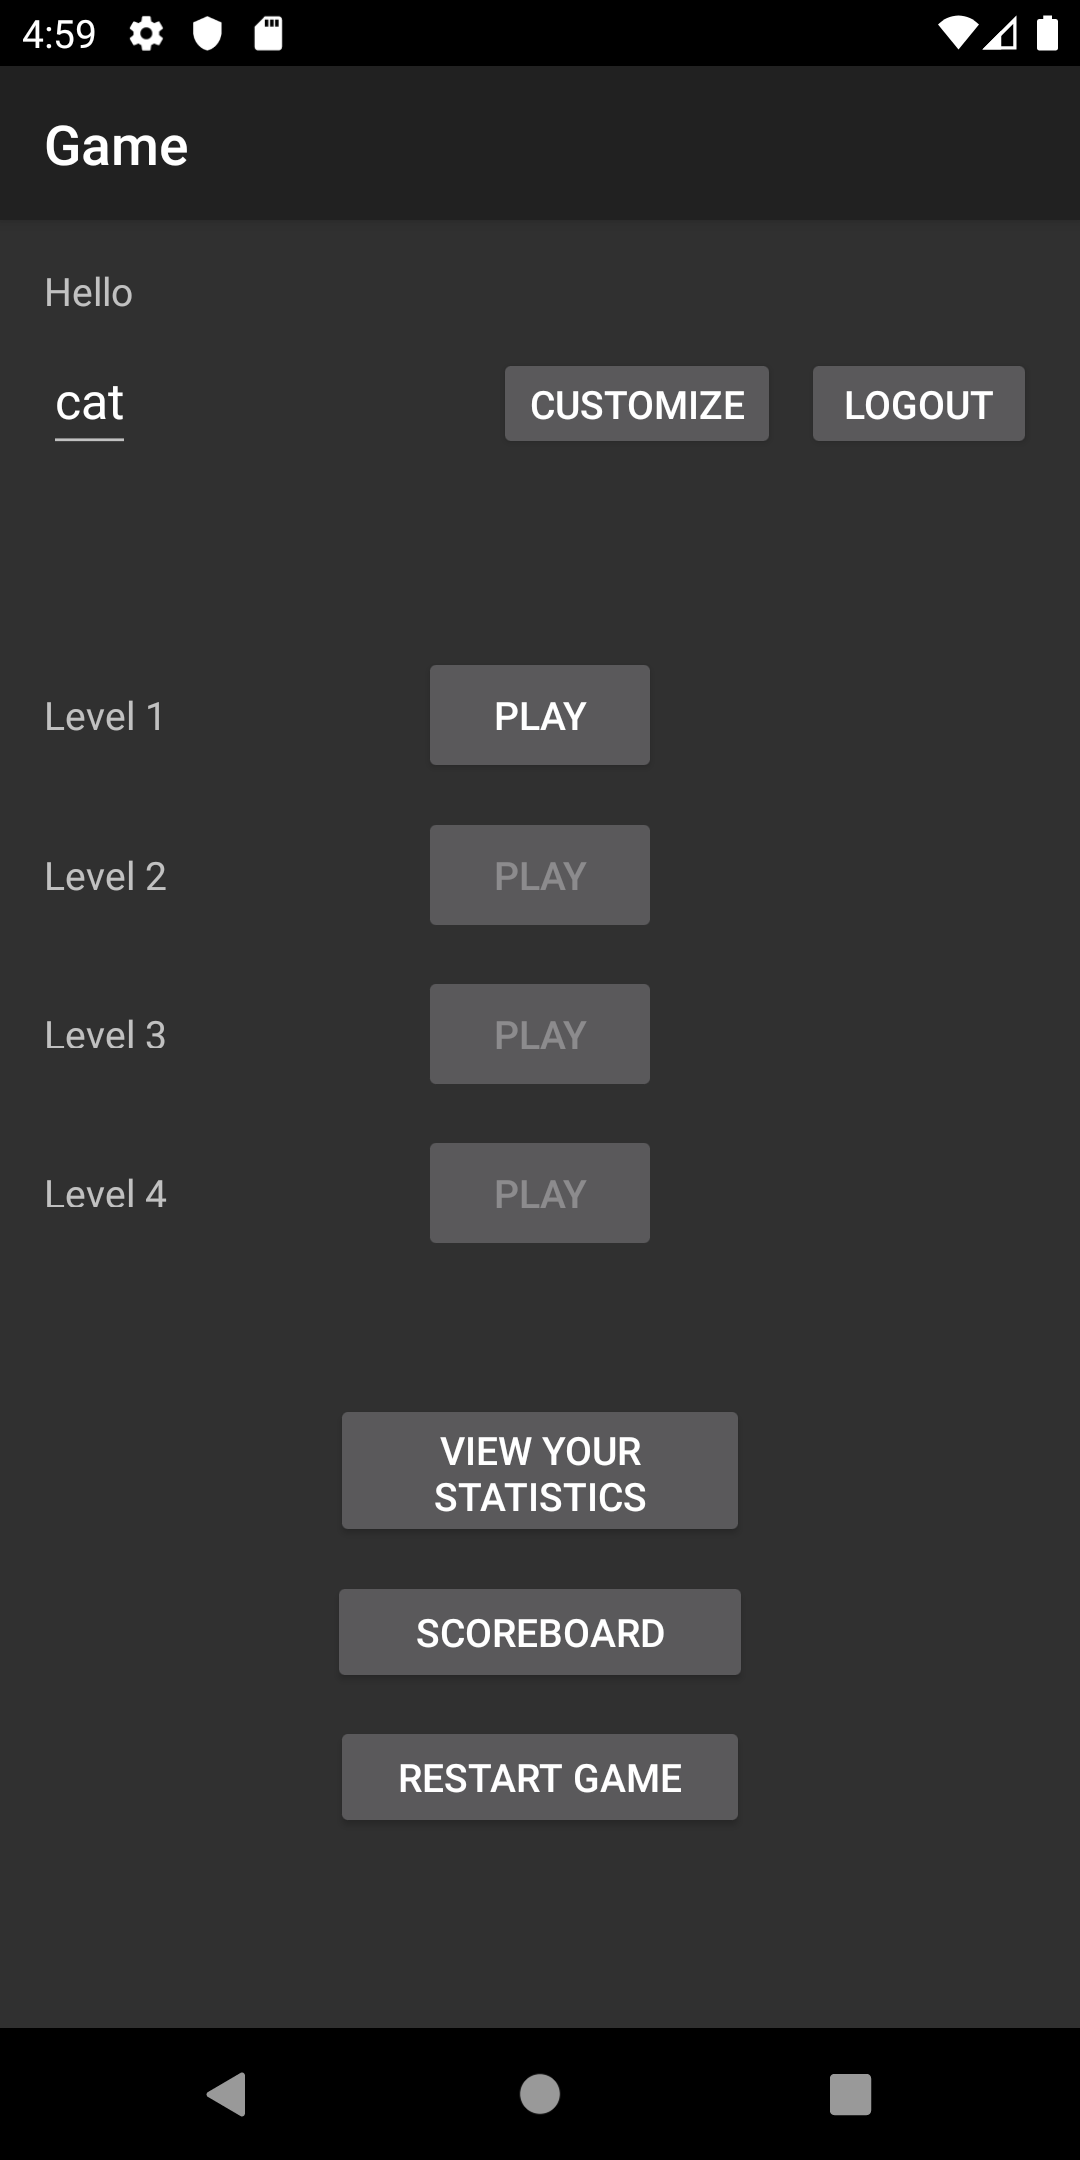 4:59
Game
Hello
cat
CUSTOMIZE
LOGOUT
Level 1
PLAY
Level 2
PLAY
Level 3
PLAY
Level 4
PLAY
VIEW YOUR
STATISTICS
SCOREBOARD
RESTART GAME